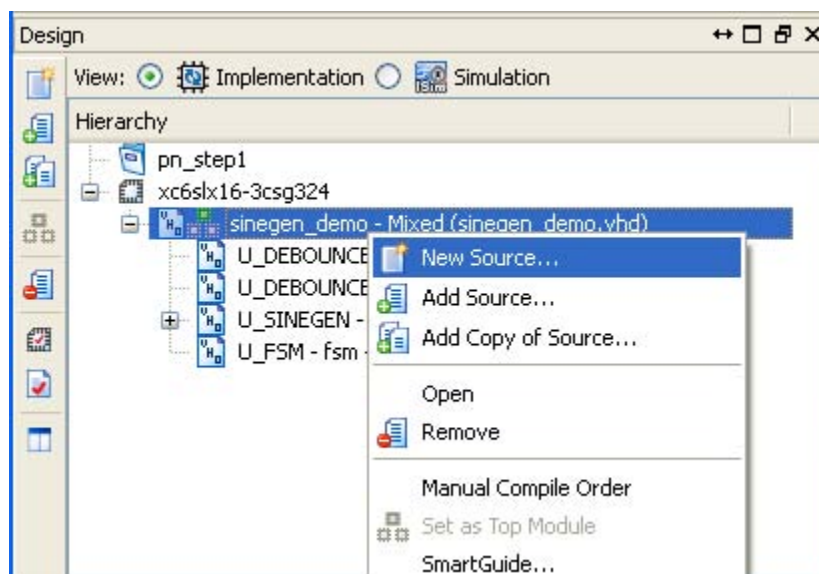 Design
View: Implementation Simulation
Hierarchy
pn_step1
xc6slx16-3csg324
sinegen_demo - Mixed (sinegen_demo.vhd)
U_DEBOUNCE
U_DEBOUNCE
U_SINEGEN -
U_FSM - fsm -
New Source...
Add Source...
Add Copy of Source...
Open
Remove
Manual Compile Order
Set as Top Module
SmartGuide...